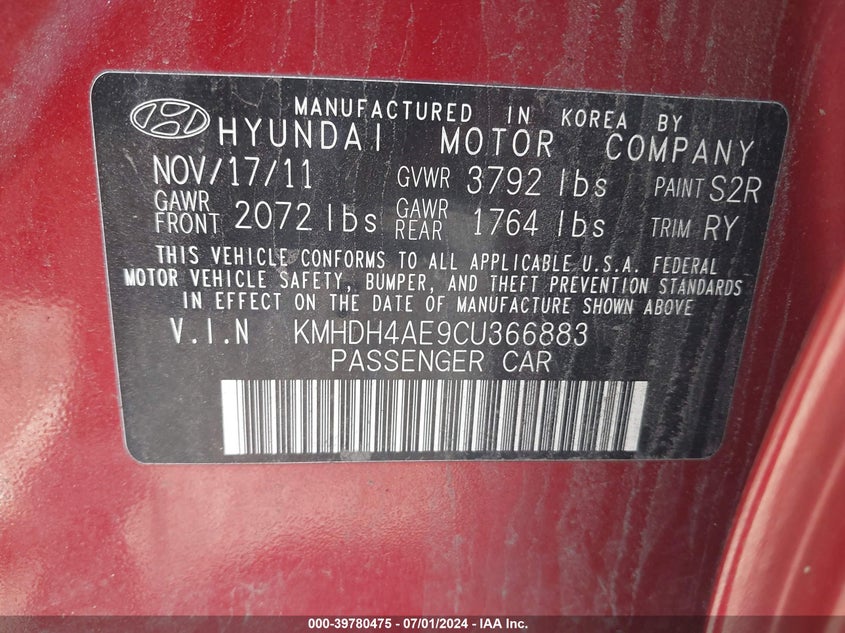 MANUFACTURED IN KOREA BY
HYUNDAI MOTOR COMPANY
NOV/17/11 GVWR 3792 lbs PAINT S2R
GAWR FRONT 2072 lbs GAWR REAR 1764 lbs TRIM RY
THIS VEHICLE CONFORMS TO ALL APPLICABLE U.S.A. FEDERAL
MOTOR VEHICLE SAFETY, BUMPER, AND THEFT PREVENTION STANDARDS
IN EFFECT ON THE DATE OF MANUFACTURE SHOWN ABOVE
V.I.N KMHDH4AE9CU366883
PASSENGER CAR
000-39780475 - 07/01/2024 - IAA Inc.